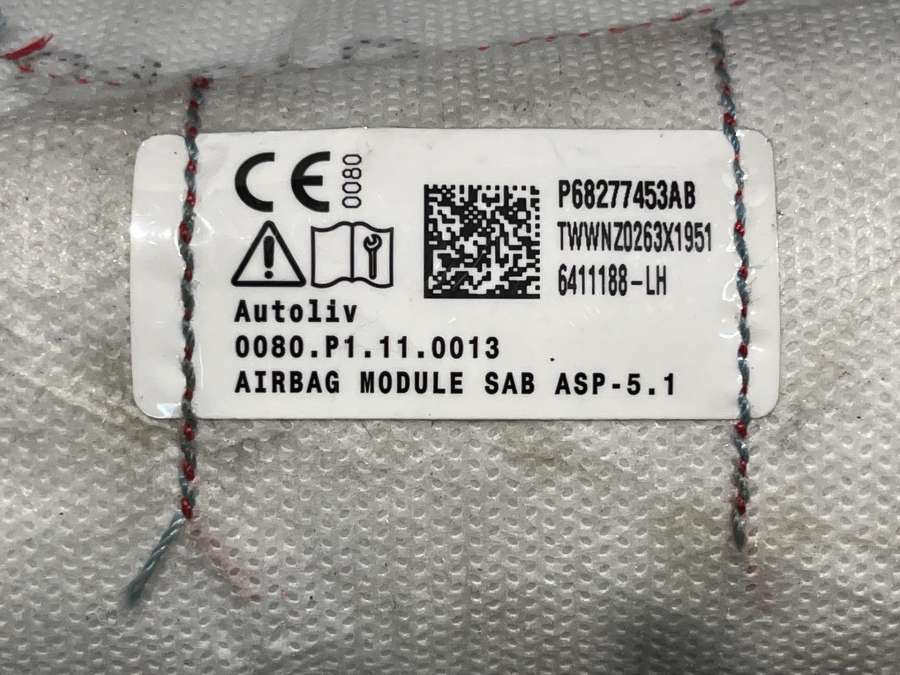 CE 0080
P68277453AB
TWWNZ0263X1951
6411188-LH
Autoliv
0080.P1.11.0013
AIRBAG MODULE SAB ASP-5.1